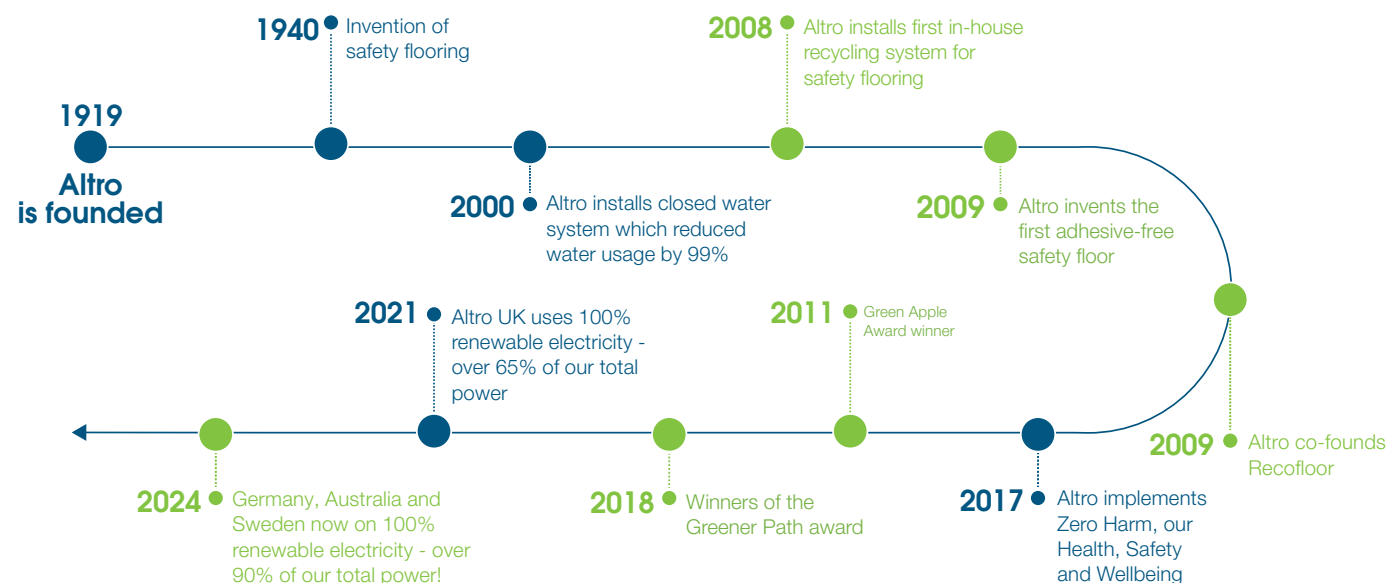 1919
Altro
is founded
1940
Invention of
safety flooring
2000
Altro installs closed water
system which reduced
water usage by 99%
2008
Altro installs first in-house
recycling system for
safety flooring
2009
Altro invents the
first adhesive-free
safety floor
2009
Altro co-founds
Recofloor
2017
Altro implements
Zero Harm, our
Health, Safety
and Wellbeing
2011
Green Apple
Award winner
2018
Winners of the
Greener Path award
2021
Altro UK uses 100%
renewable electricity -
over 65% of our total
power
2024
Germany, Australia and
Sweden now on 100%
renewable electricity - over
90% of our total power!